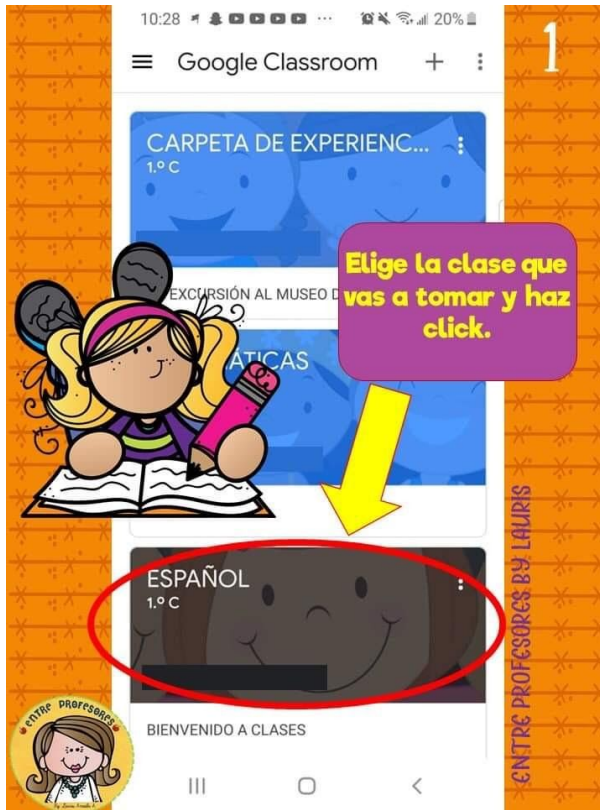 10:28 ... 20%
Google Classroom
1
CARPETA DE EXPERIENC...
1.º C
EXCURSIÓN AL MUSEO D
Elige la clase que
vas a tomar y haz
click.
ÁTICAS
ESPAÑOL
1.º C
BIENVENIDO A CLASES
ENTRE PROFESORES BY LAURIS
ENTRE PROFESORES